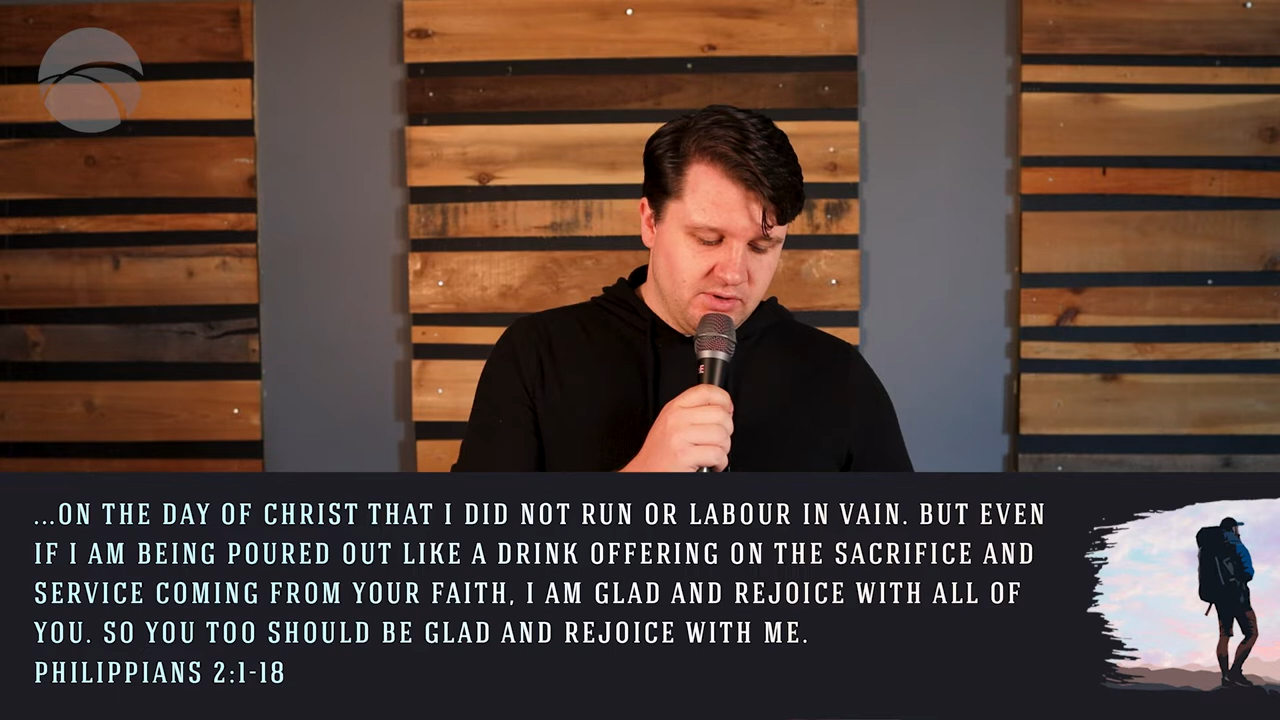 ...ON THE DAY OF CHRIST THAT I DID NOT RUN OR LABOUR IN VAIN. BUT EVEN
IF I AM BEING POURED OUT LIKE A DRINK OFFERING ON THE SACRIFICE AND
SERVICE COMING FROM YOUR FAITH, I AM GLAD AND REJOICE WITH ALL OF
YOU. SO YOU TOO SHOULD BE GLAD AND REJOICE WITH ME.
PHILIPPIANS 2:1-18